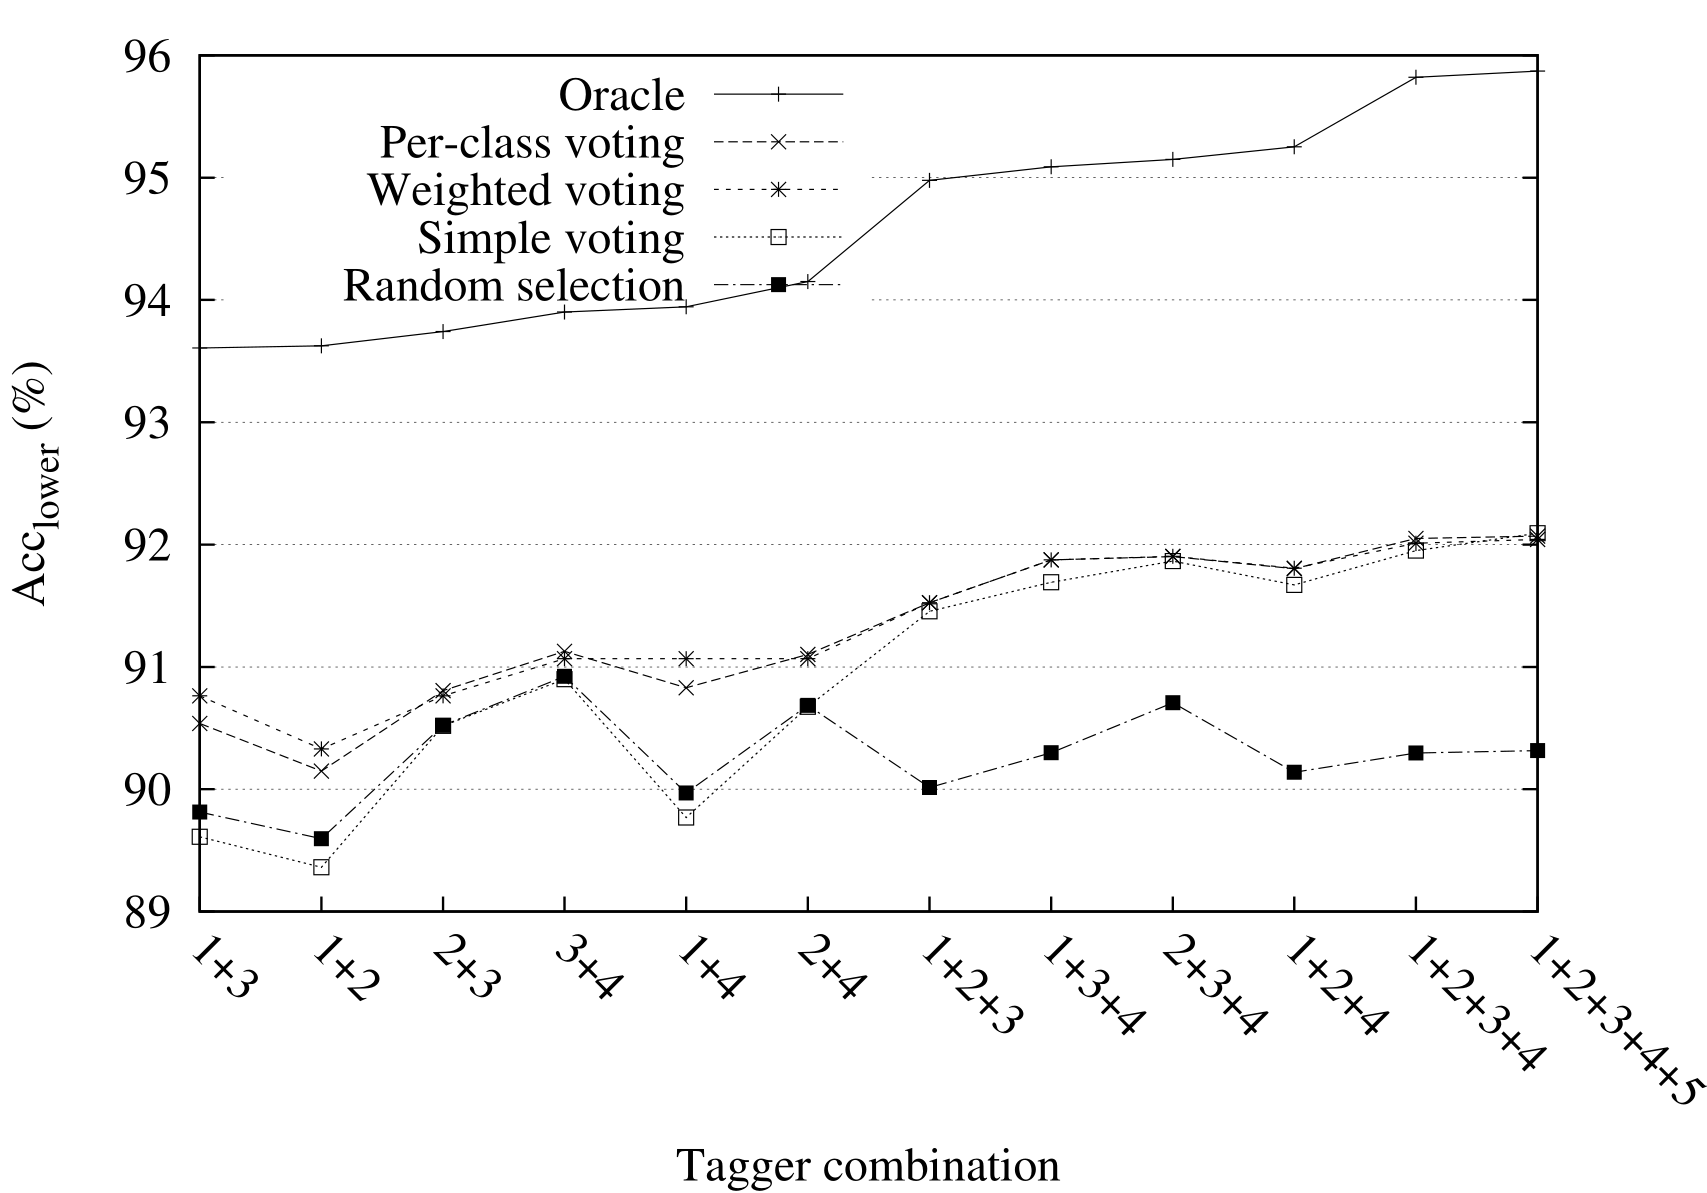 96
95
94
93
92
91
90
89
Acc_lower (%)
Oracle
Per-class voting
Weighted voting
Simple voting
Random selection
1+3
1+2
2+3
3+4
1+4
2+4
1+2+3
1+3+4
2+3+4
1+2+4
1+2+3+4
1+2+3+4+5
Tagger combination